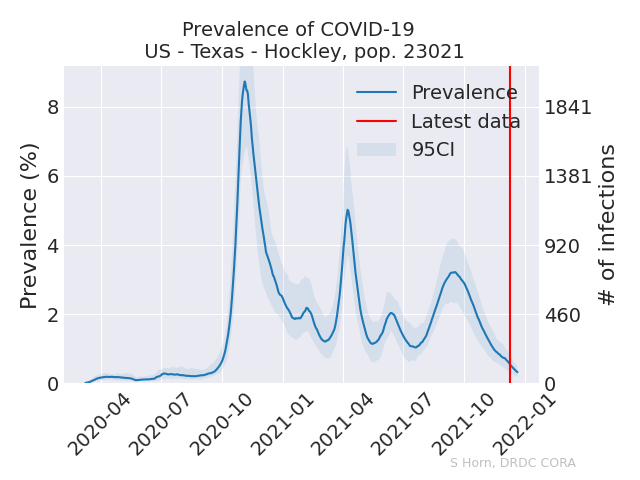 Prevalence of COVID-19
US - Texas - Hockley, pop. 23021
Prevalence
Latest data
95CI
Prevalence (%)
8
6
4
2
0
1841
1381
920
460
0
# of infections
2020-04
2020-07
2020-10
2021-01
2021-04
2021-07
2021-10
2022-01
S Horn, DRDC CORA